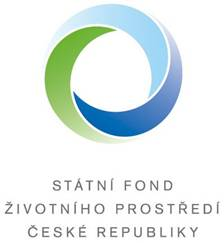 STÁTNÍ FOND
ŽIVOTNÍHO PROSTŘEDÍ
ČESKÉ REPUBLIKY